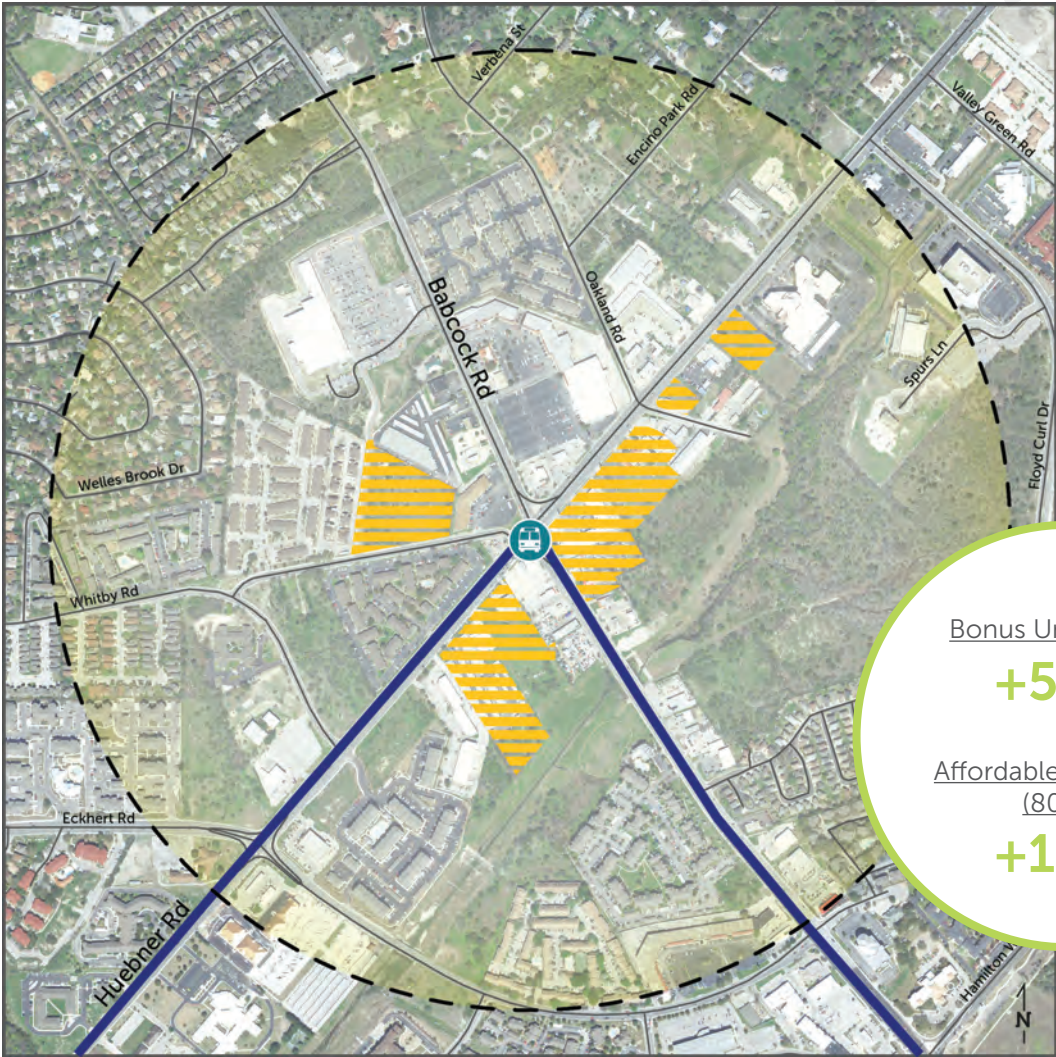 Verbena St
Encino Park Rd
Valley Green Rd
Babcock Rd
Oakland Rd
Spurs Ln
Floyd Curl Dr
Welles Brook Dr
Whitby Rd
Bonus Un
+5
Affordable
(80
+1
Eckhert Rd
Huebner Rd
Hamilton
N